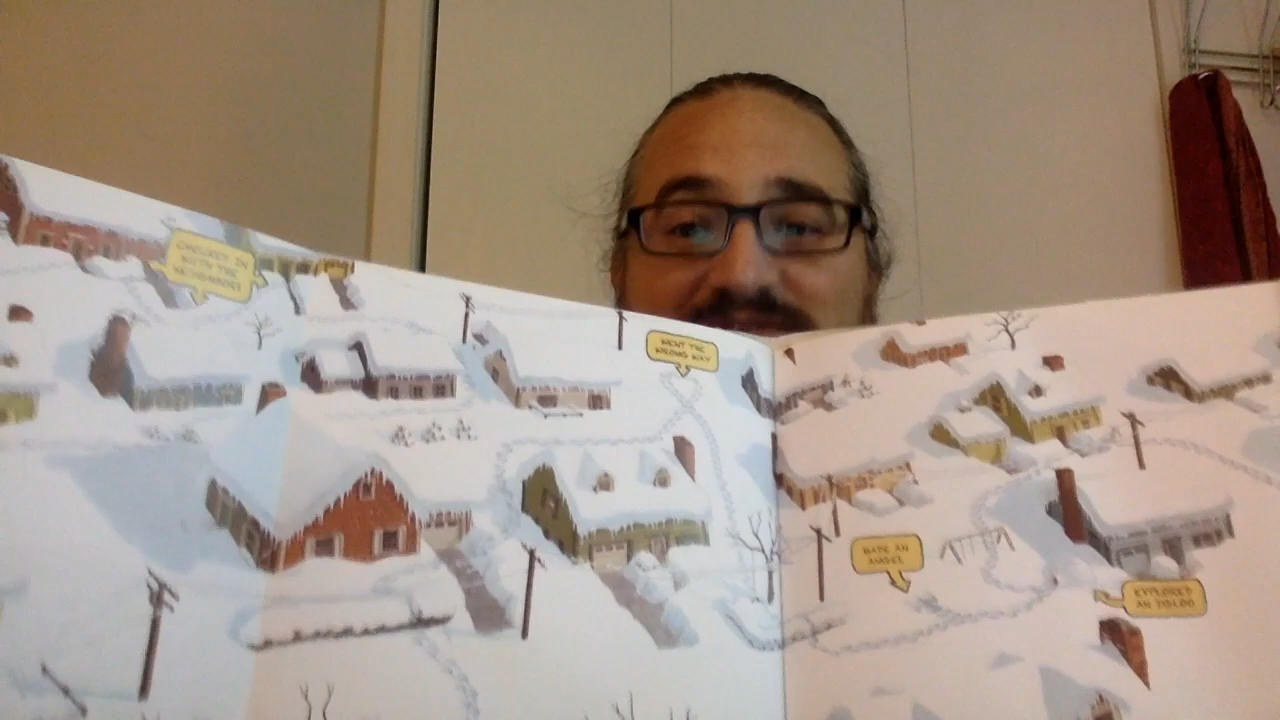 CHECKED IN
WITH THE
NEIGHBORS
WENT THE
WRONG WAY
MADE AN
ANGEL
EXPLORED
AN IGLOO